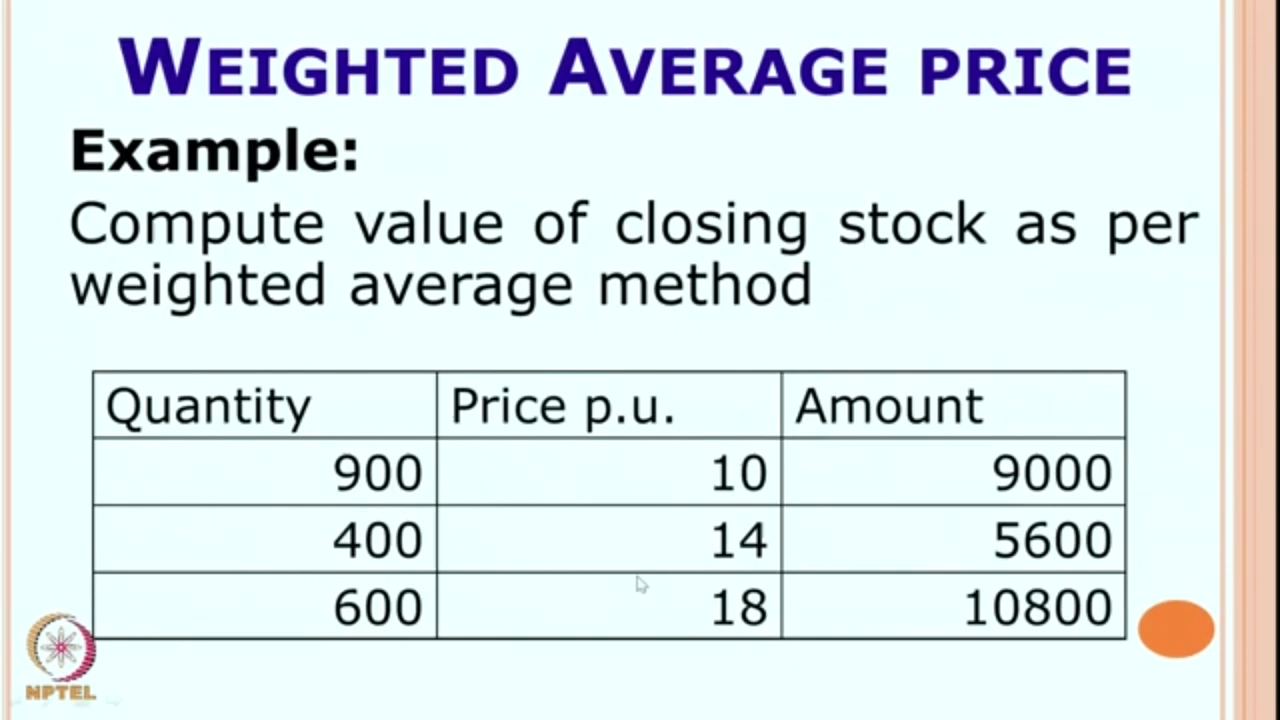 WEIGHTED AVERAGE PRICE
Example:
Compute value of closing stock as per
weighted average method
Quantity Price p.u. Amount
900 10 9000
400 14 5600
600 18 10800
NPTEL